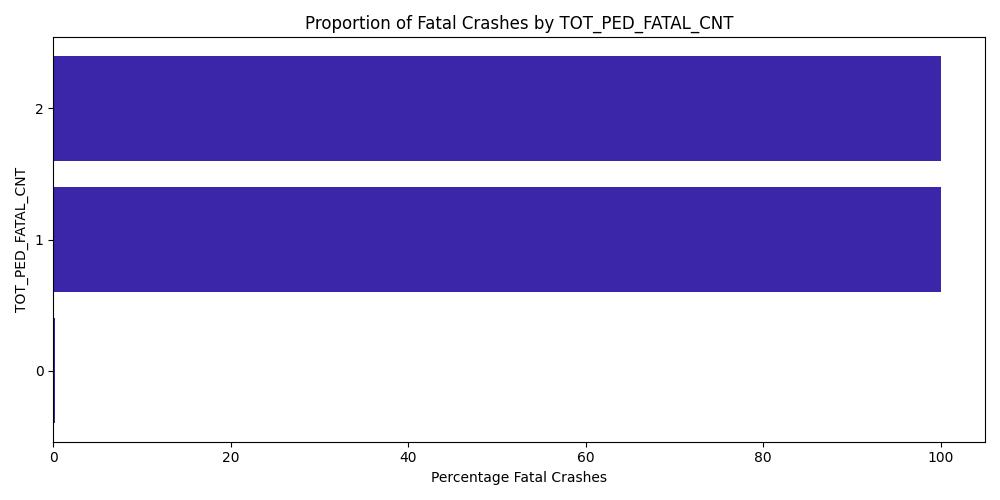 Proportion of Fatal Crashes by TOT_PED_FATAL_CNT
TOT_PED_FATAL_CNT
2
1
0
0 20 40 60 80 100
Percentage Fatal Crashes